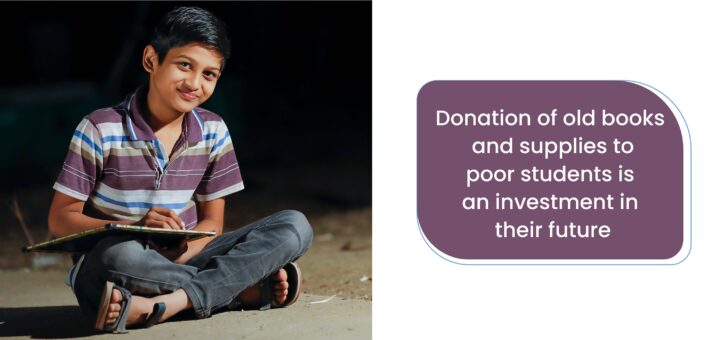 Donation of old books
and supplies to
poor students is
an investment in
their future